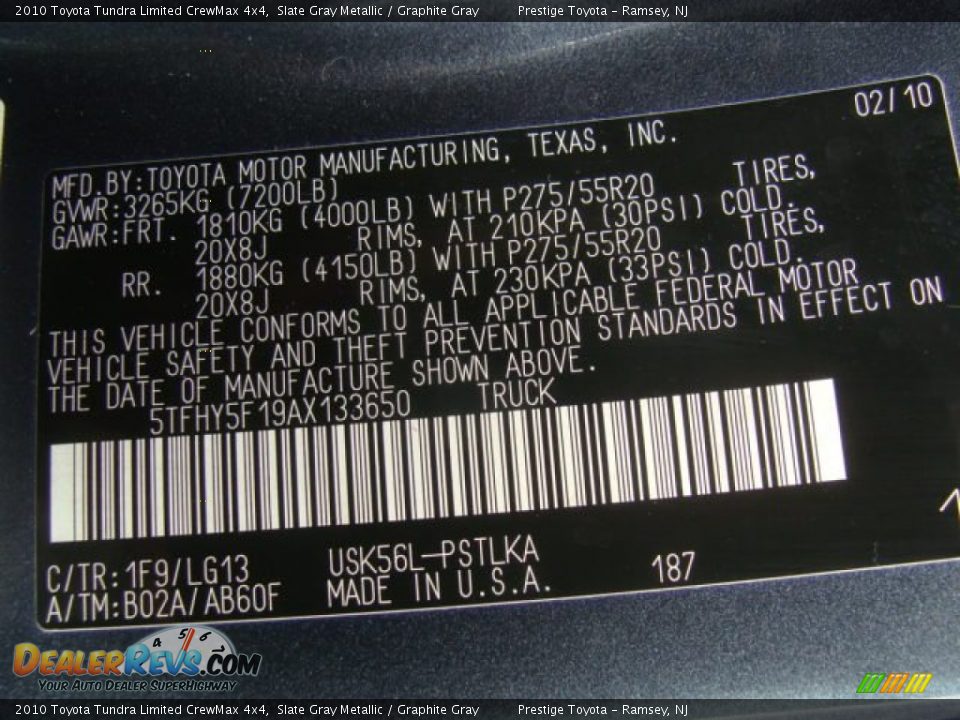 2010 Toyota Tundra Limited CrewMax 4x4,  Slate Gray Metallic / Graphite Gray        Prestige Toyota - Ramsey, NJ
02/10
MFD.BY:TOYOTA MOTOR MANUFACTURING, TEXAS, INC.
GVWR:3265KG (7200LB)
GAWR:FRT. 1810KG (4000LB) WITH P275/55R20 TIRES,
20X8J RIMS, AT 210KPA (30PSI) COLD.
RR. 1880KG (4150LB) WITH P275/55R20 TIRES,
20X8J RIMS, AT 230KPA (33PSI) COLD.
THIS VEHICLE CONFORMS TO ALL APPLICABLE FEDERAL MOTOR
VEHICLE SAFETY AND THEFT PREVENTION STANDARDS IN EFFECT ON
THE DATE OF MANUFACTURE SHOWN ABOVE.
5TFHY5F19AX133650 TRUCK
C/TR:1F9/LG13 USK56L-PSTLKA
A/TM:B02A/AB60F MADE IN U.S.A. 187
4 5 6
DEALERREVS.COM
YOUR AUTO DEALER SUPERHIGHWAY
2010 Toyota Tundra Limited CrewMax 4x4,  Slate Gray Metallic / Graphite Gray        Prestige Toyota - Ramsey, NJ